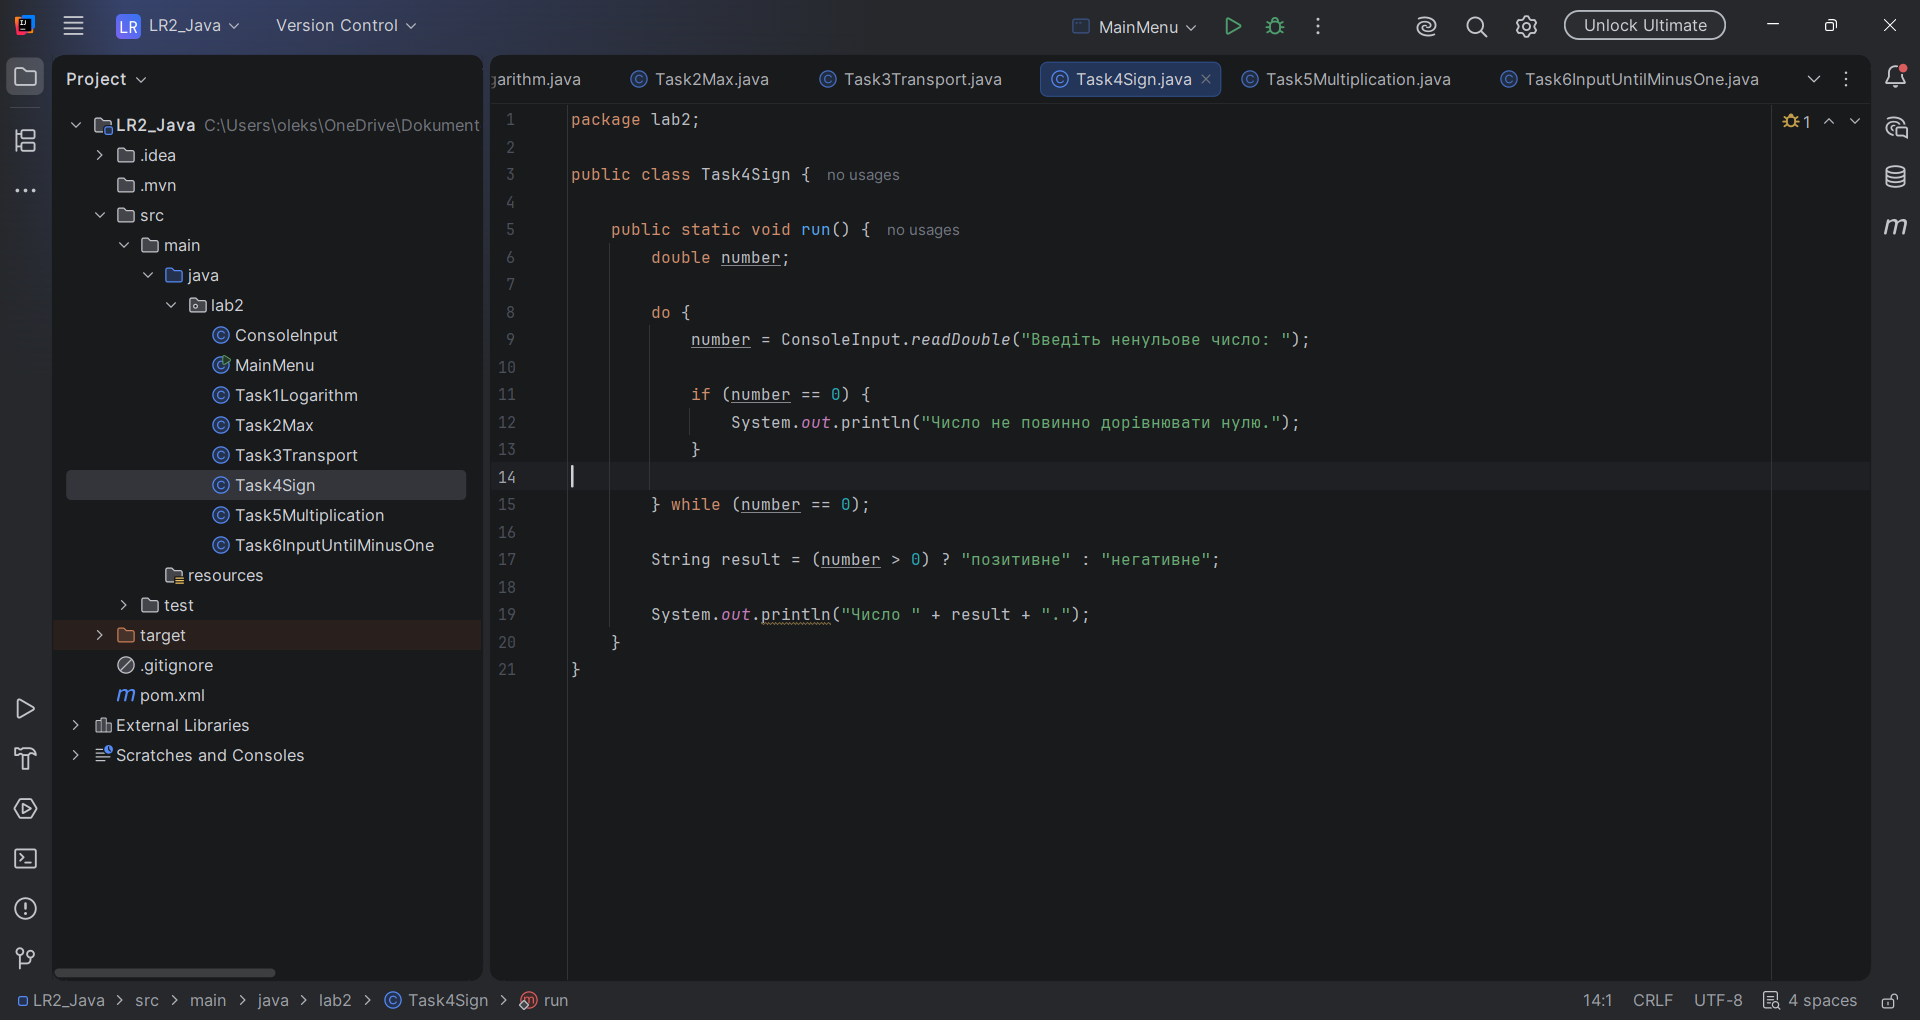 LR LR2_Java Version Control MainMenu Unlock Ultimate
Project
LR2_Java C:\Users\oleks\OneDrive\Dokument
.idea
.mvn
src
main
java
lab2
ConsoleInput
MainMenu
Task1Logarithm
Task2Max
Task3Transport
Task4Sign
Task5Multiplication
Task6InputUntilMinusOne
resources
test
target
.gitignore
pom.xml
External Libraries
Scratches and Consoles
garithm.java Task2Max.java Task3Transport.java Task4Sign.java Task5Multiplication.java Task6InputUntilMinusOne.java
1
1 package lab2;
2
3 public class Task4Sign { no usages
4
5 public static void run() { no usages
6 double number;
7
8 do {
9 number = ConsoleInput.readDouble("Введіть ненульове число: ");
10
11 if (number == 0) {
12 System.out.println("Число не повинно дорівнювати нулю.");
13 }
14
15 } while (number == 0);
16
17 String result = (number > 0) ? "позитивне" : "негативне";
18
19 System.out.println("Число " + result + ".");
20 }
21 }
LR2_Java > src > main > java > lab2 > Task4Sign > run 14:1 CRLF UTF-8 4 spaces